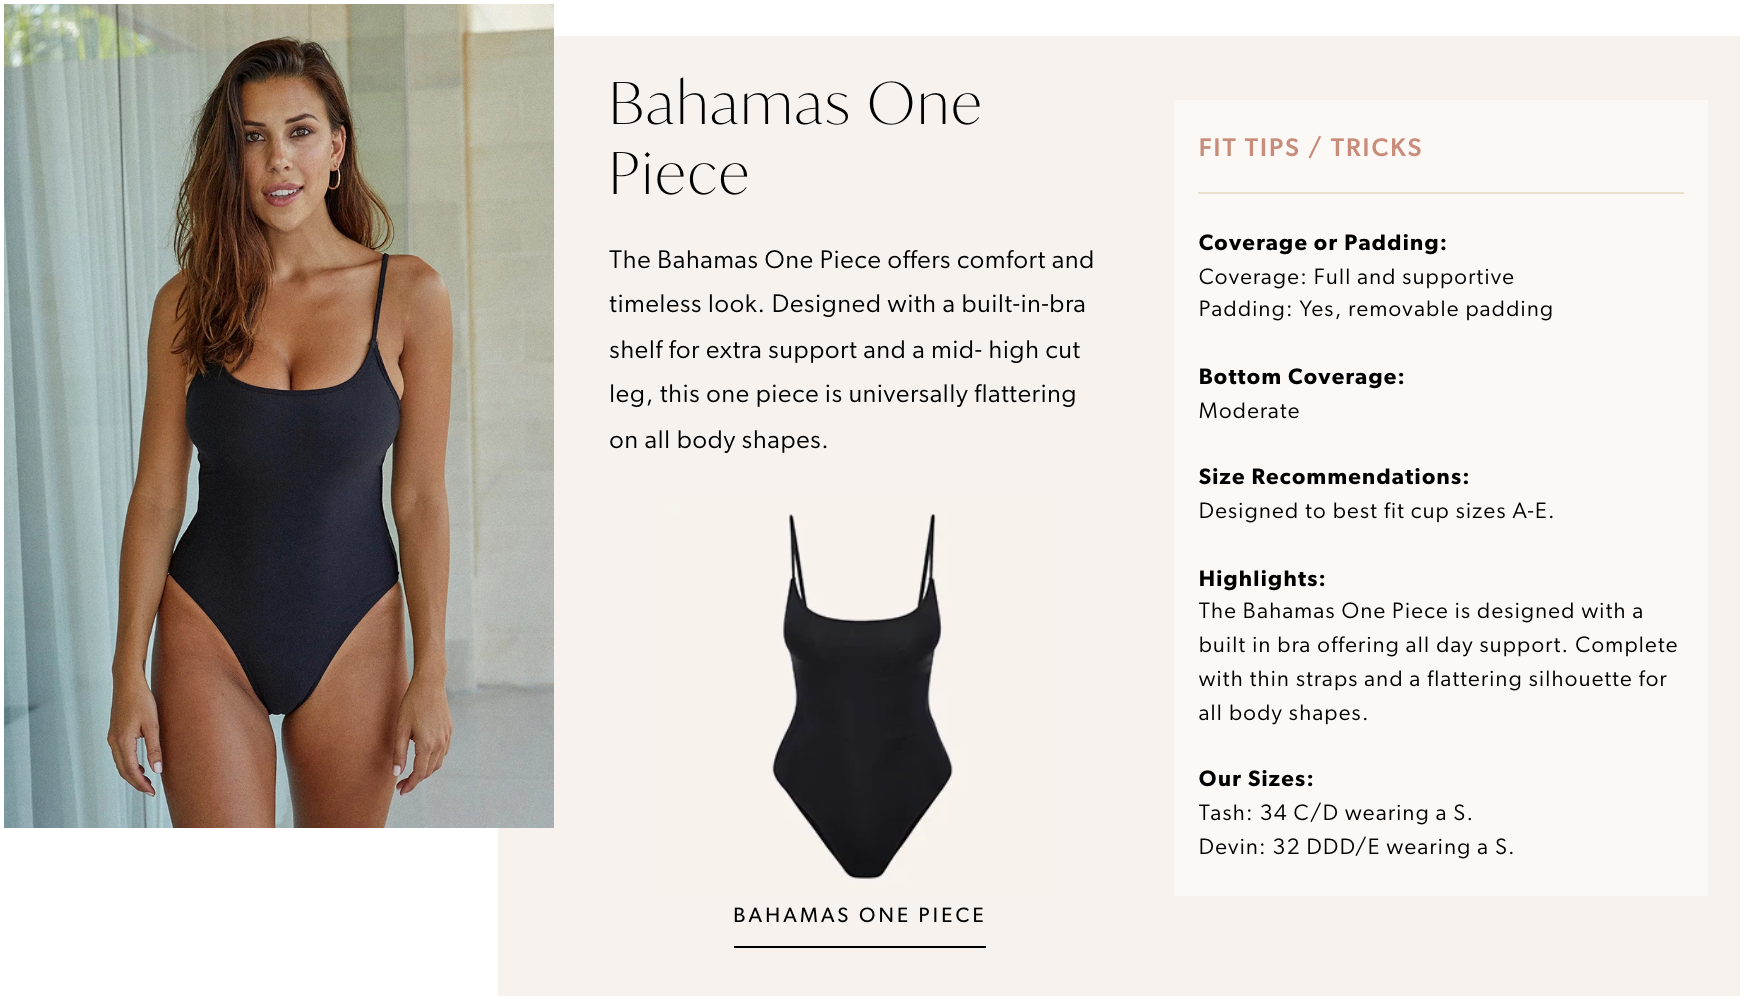 Bahamas One
Piece
The Bahamas One Piece offers comfort and
timeless look. Designed with a built-in-bra
shelf for extra support and a mid- high cut
leg, this one piece is universally flattering
on all body shapes.
BAHAMAS ONE PIECE
FIT TIPS / TRICKS
Coverage or Padding:
Coverage: Full and supportive
Padding: Yes, removable padding
Bottom Coverage:
Moderate
Size Recommendations:
Designed to best fit cup sizes A-E.
Highlights:
The Bahamas One Piece is designed with a
built in bra offering all day support. Complete
with thin straps and a flattering silhouette for
all body shapes.
Our Sizes:
Tash: 34 C/D wearing a S.
Devin: 32 DDD/E wearing a S.